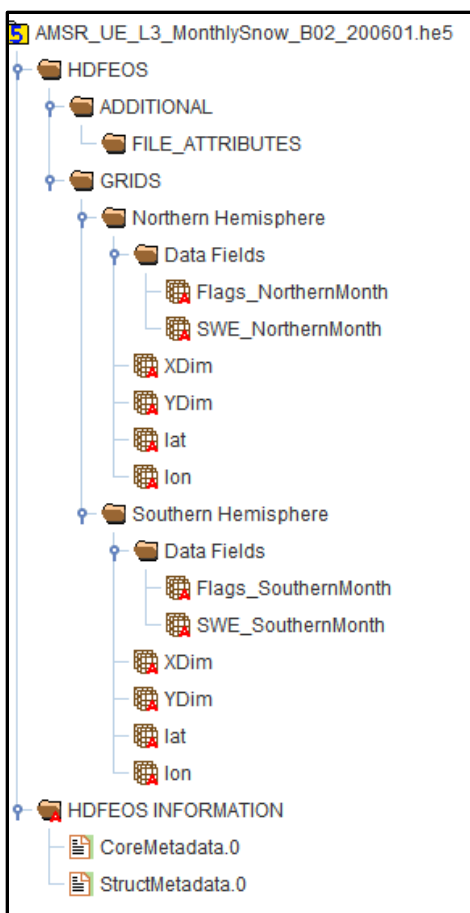 AMSR_UE_L3_MonthlySnow_B02_200601.he5
HDFEOS
ADDITIONAL
FILE_ATTRIBUTES
GRIDS
Northern Hemisphere
Data Fields
Flags_NorthernMonth
SWE_NorthernMonth
XDim
YDim
lat
lon
Southern Hemisphere
Data Fields
Flags_SouthernMonth
SWE_SouthernMonth
XDim
YDim
lat
lon
HDFEOS INFORMATION
CoreMetadata.0
StructMetadata.0